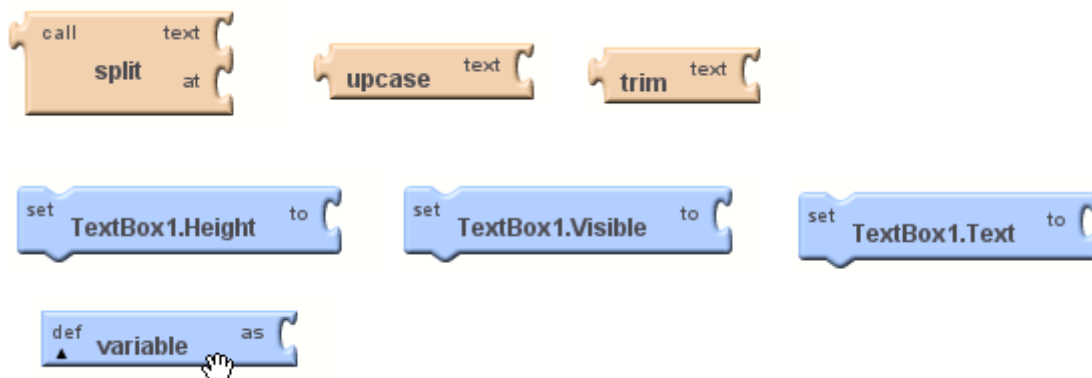 call text
split at
upcase text
trim text
set TextBox1.Height to
set TextBox1.Visible to
set TextBox1.Text to
def variable as